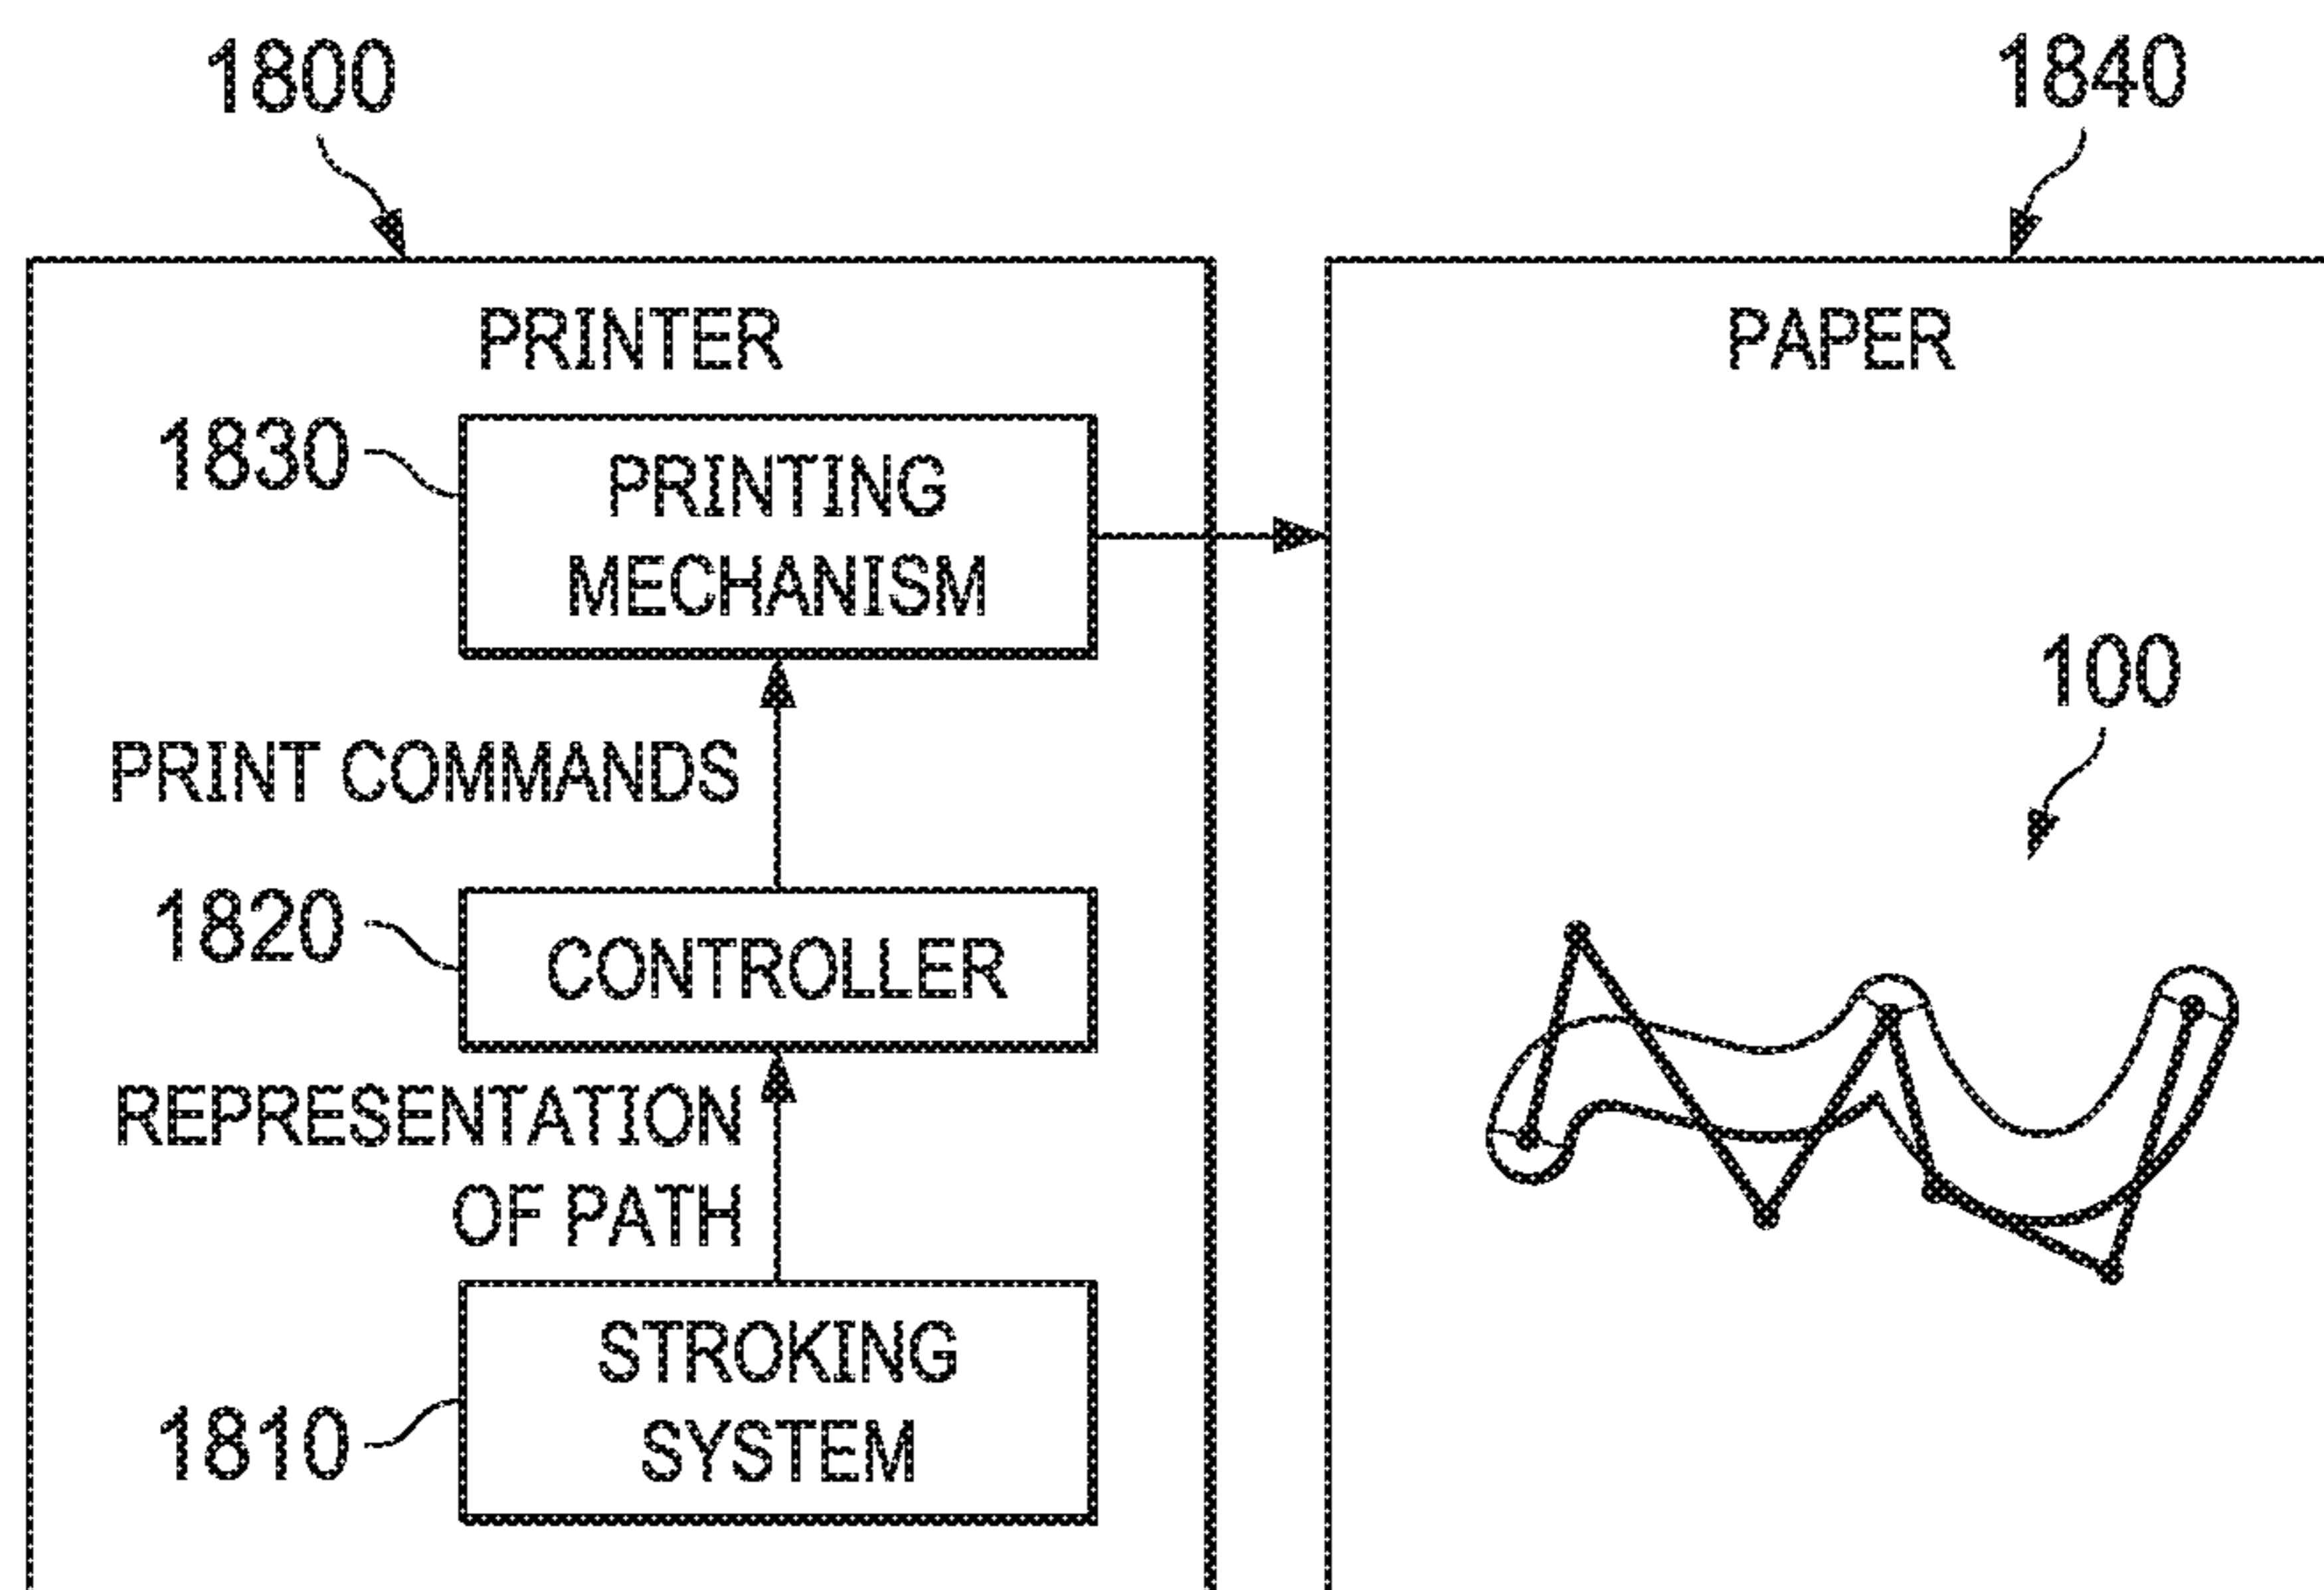 1800
1840
PRINTER
PAPER
1830
PRINTING
MECHANISM
100
PRINT COMMANDS
1820
CONTROLLER
REPRESENTATION
OF PATH
STROKING
SYSTEM
1810